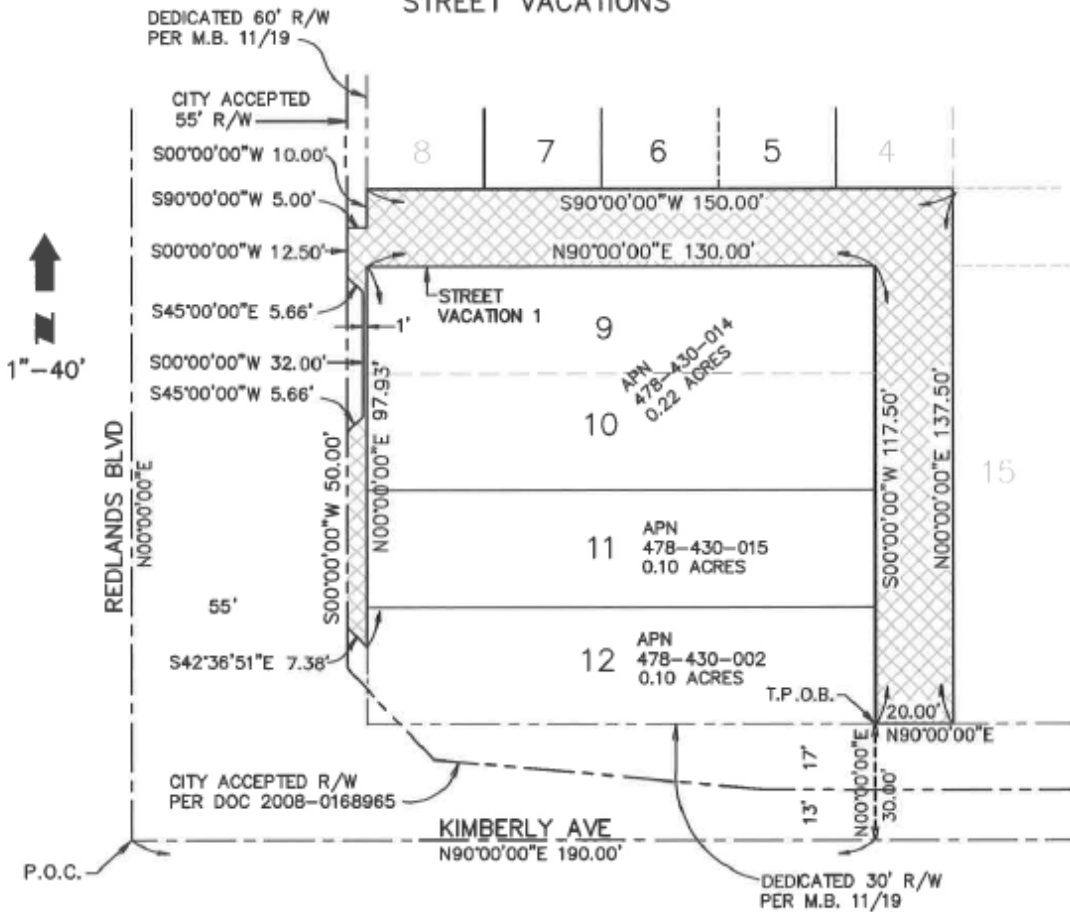 STREET VACATIONS
DEDICATED 60' R/W
PER M.B. 11/19
CITY ACCEPTED
55' R/W
S00°00'00"W 10.00'
S90°00'00"W 5.00'
S00°00'00"W 12.50'
S45°00'00"E 5.66'
S00°00'00"W 32.00'
S45°00'00"W 5.66'
8
7
6
5
4
S90°00'00"W 150.00'
N90°00'00"E 130.00'
STREET
VACATION 1
1'
N
1"-40'
9
APN
478-430-014
0.22 ACRES
10
REDLANDS BLVD
N00°00'00"E
S00°00'00"W 50.00'
N00°00'00"E 97.93'
S00°00'00"W 117.50'
N00°00'00"E 137.50'
15
11
APN
478-430-015
0.10 ACRES
55'
S42°36'51"E 7.38'
12
APN
478-430-002
0.10 ACRES
T.P.O.B.
20.00'
N90°00'00"E
17'
13'
N00°00'00"E
30.00'
CITY ACCEPTED R/W
PER DOC 2008-0168965
KIMBERLY AVE
N90°00'00"E 190.00'
P.O.C.
DEDICATED 30' R/W
PER M.B. 11/19